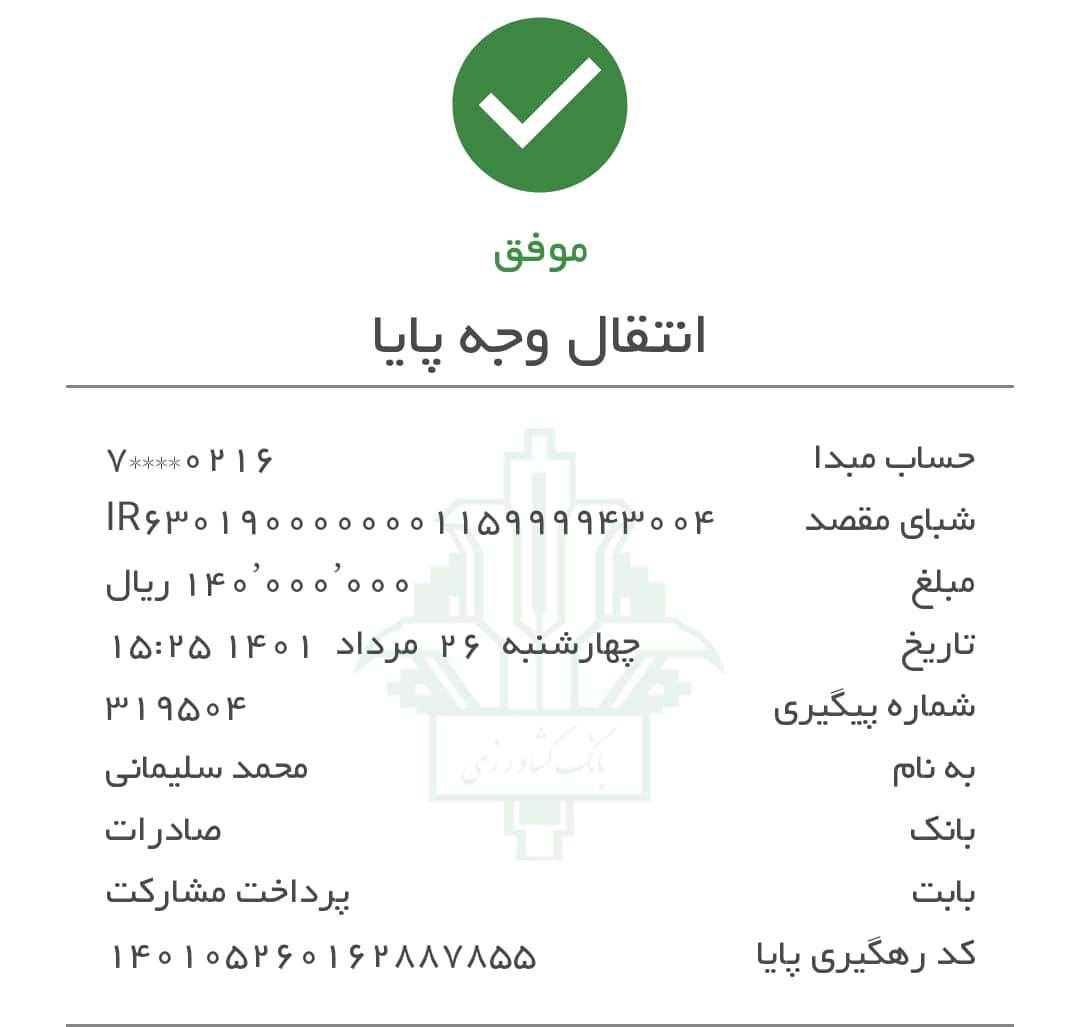 موفق
انتقال وجه پایا
حساب مبدا ۷****۰۲۱۶
شبای مقصد IR۶۳۰۱۹۰۰۰۰۰۰۰۰۱۱۵۹۹۹۹۴۳۰۰۴
مبلغ ۱۴۰٬۰۰۰٬۰۰۰ ریال
تاریخ چهارشنبه ۲۶ مرداد ۱۴۰۱ ۱۵:۲۵
شماره پیگیری ۳۱۹۵۰۴
به نام محمد سلیمانی
بانک صادرات
بابت پرداخت مشارکت
کد رهگیری پایا ۱۴۰۱۰۵۲۶۰۱۶۲۸۸۷۸۵۵
بانک کشاورزی